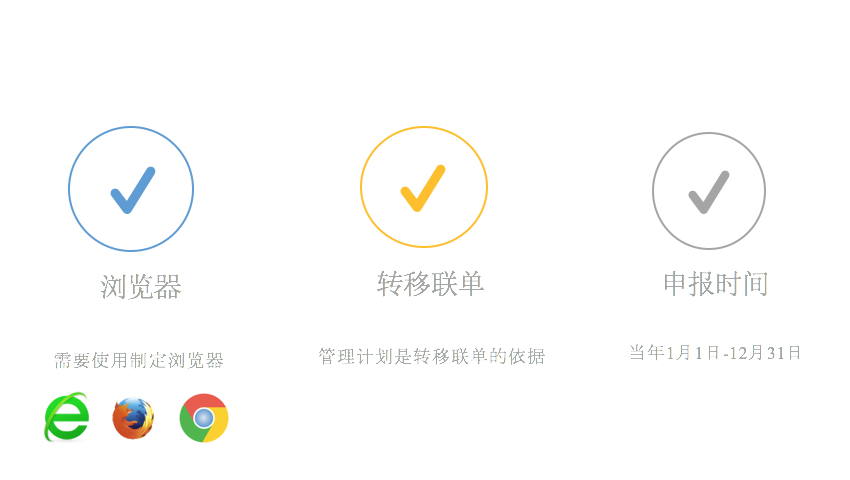 浏览器
转移联单
申报时间
需要使用制定浏览器
管理计划是转移联单的依据
当年1月1日-12月31日